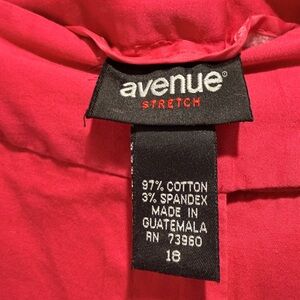 avenue®
STRETCH
97% COTTON
3% SPANDEX
MADE IN
GUATEMALA
RN 73960
18